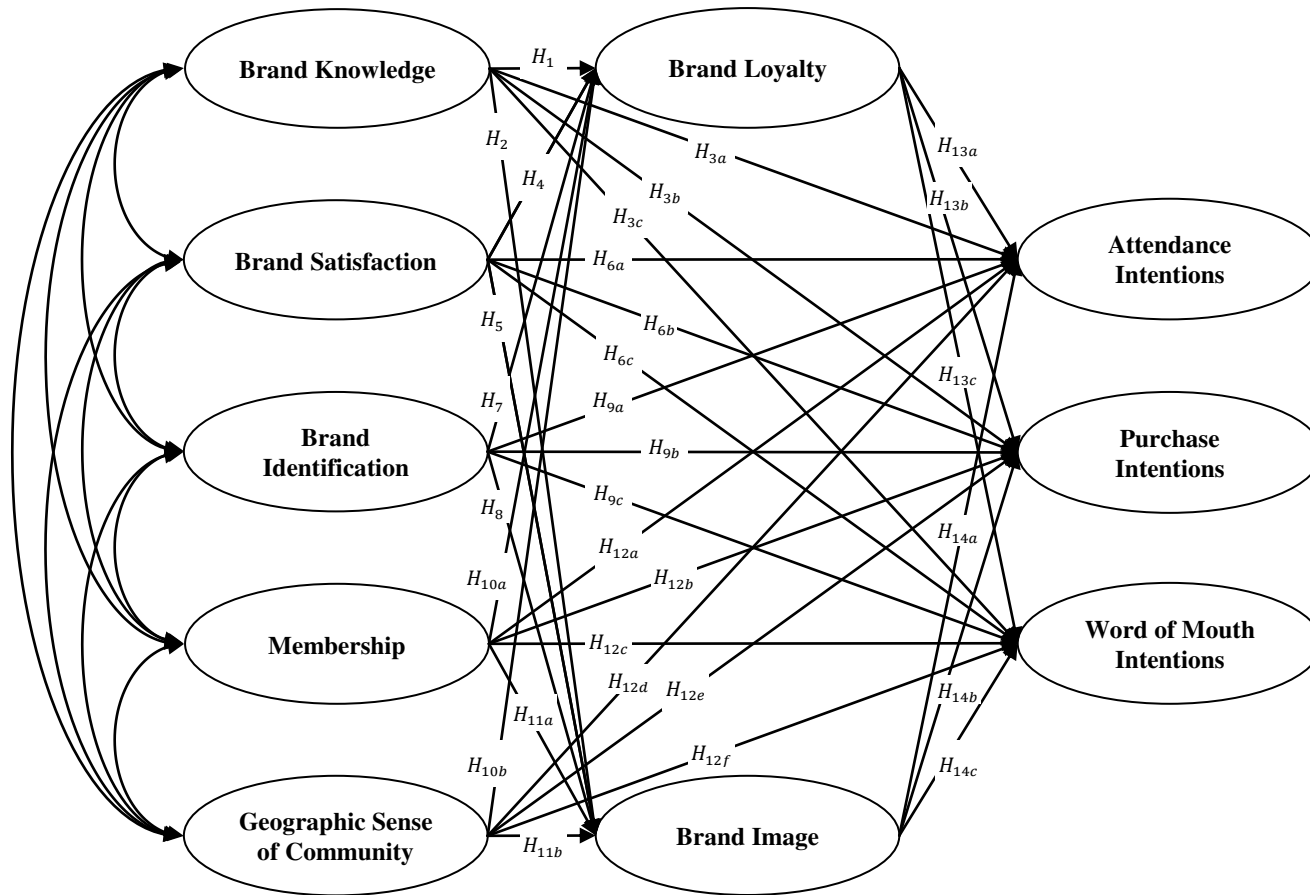 Brand Knowledge
Brand Loyalty
Brand Satisfaction
Brand
Identification
Membership
Geographic Sense
of Community
Brand Image
Attendance
Intentions
Purchase
Intentions
Word of Mouth
Intentions
H₁
H₂
H₃ₐ
H₃b
H₃c
H₄
H₅
H₆ₐ
H₆b
H₆c
H₇
H₈
H₉ₐ
H₉b
H₉c
H₁₀ₐ
H₁₀b
H₁₁ₐ
H₁₁b
H₁₂ₐ
H₁₂b
H₁₂c
H₁₂d
H₁₂e
H₁₂f
H₁₃ₐ
H₁₃b
H₁₃c
H₁₄ₐ
H₁₄b
H₁₄c